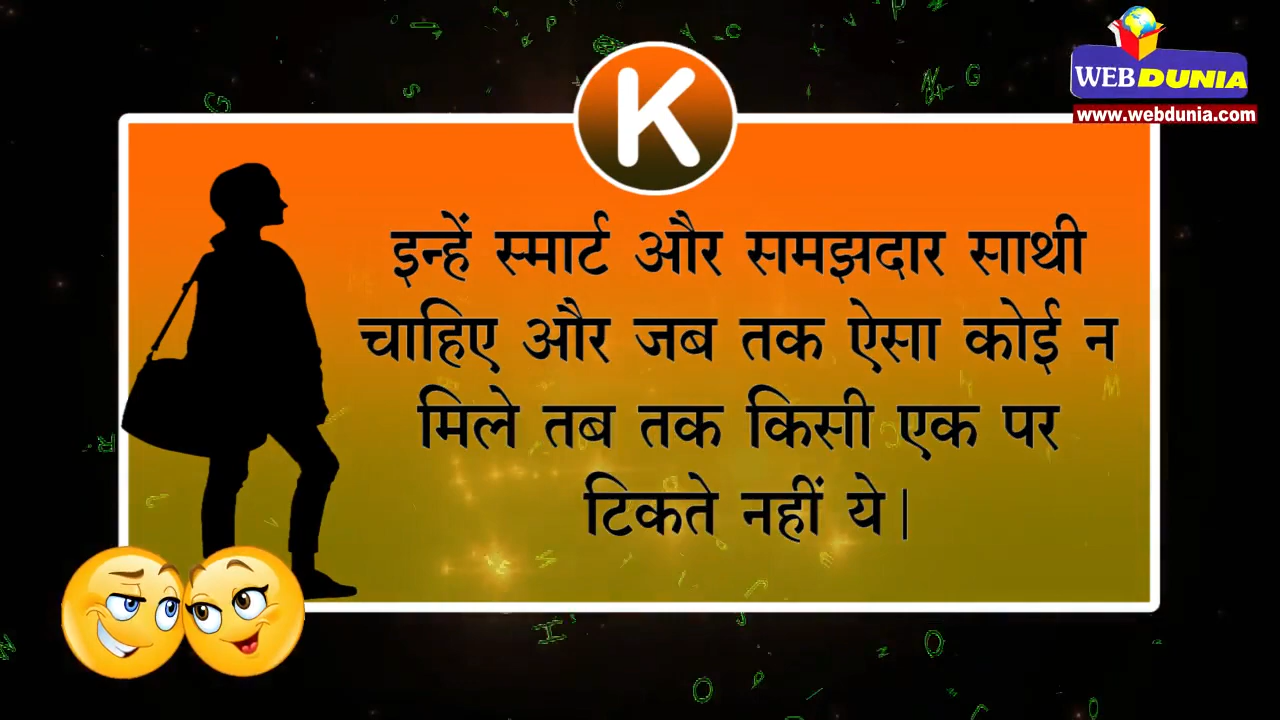 WEBDUNIA
www.webdunia.com
K
इन्हें स्मार्ट और समझदार साथी
चाहिए और जब तक ऐसा कोई न
मिले तब तक किसी एक पर
टिकते नहीं ये|